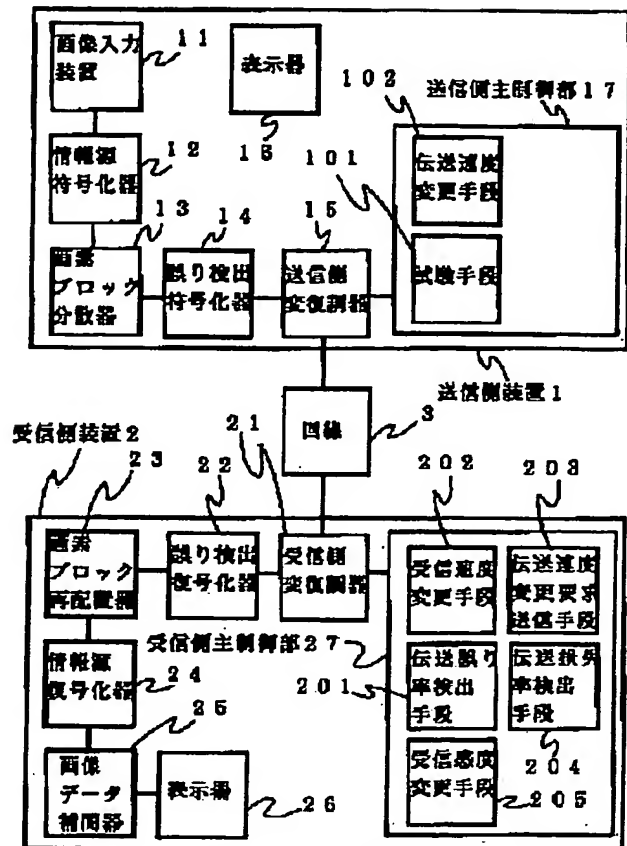 画像入力
装置
11
表示器
16
102
送信側主制御部17
伝送速度
変更手段
情報源
符号化器
12
101
13
14
15
試験手段
画素
ブロック
分散器
誤り検出
符号化器
送信側
変復調器
送信側装置1
回線
3
受信側装置2
23
22
21
202
203
画素
ブロック
再配置器
誤り検出
復号化器
受信側
変復調器
受信速度
変更手段
伝送速度
変更要求
送信手段
受信側主制御部27
情報源
復号化器
24
201
伝送誤り
率検出
手段
伝送損失
率検出
手段
204
25
画像
データ
補間器
表示器
26
受信感度
変更手段
205